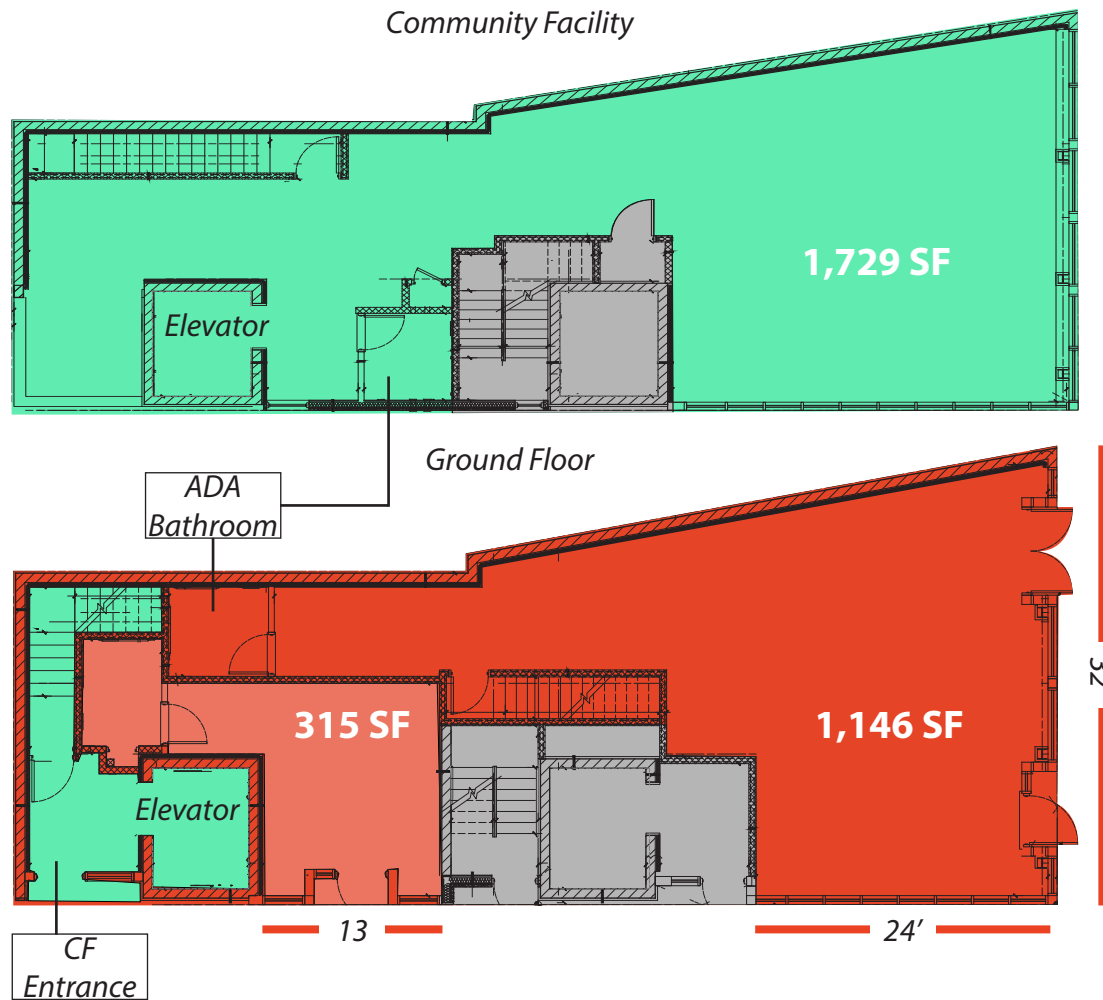 Community Facility
1,729 SF
Elevator
Ground Floor
ADA
Bathroom
32
315 SF
1,146 SF
Elevator
13
24'
CF
Entrance